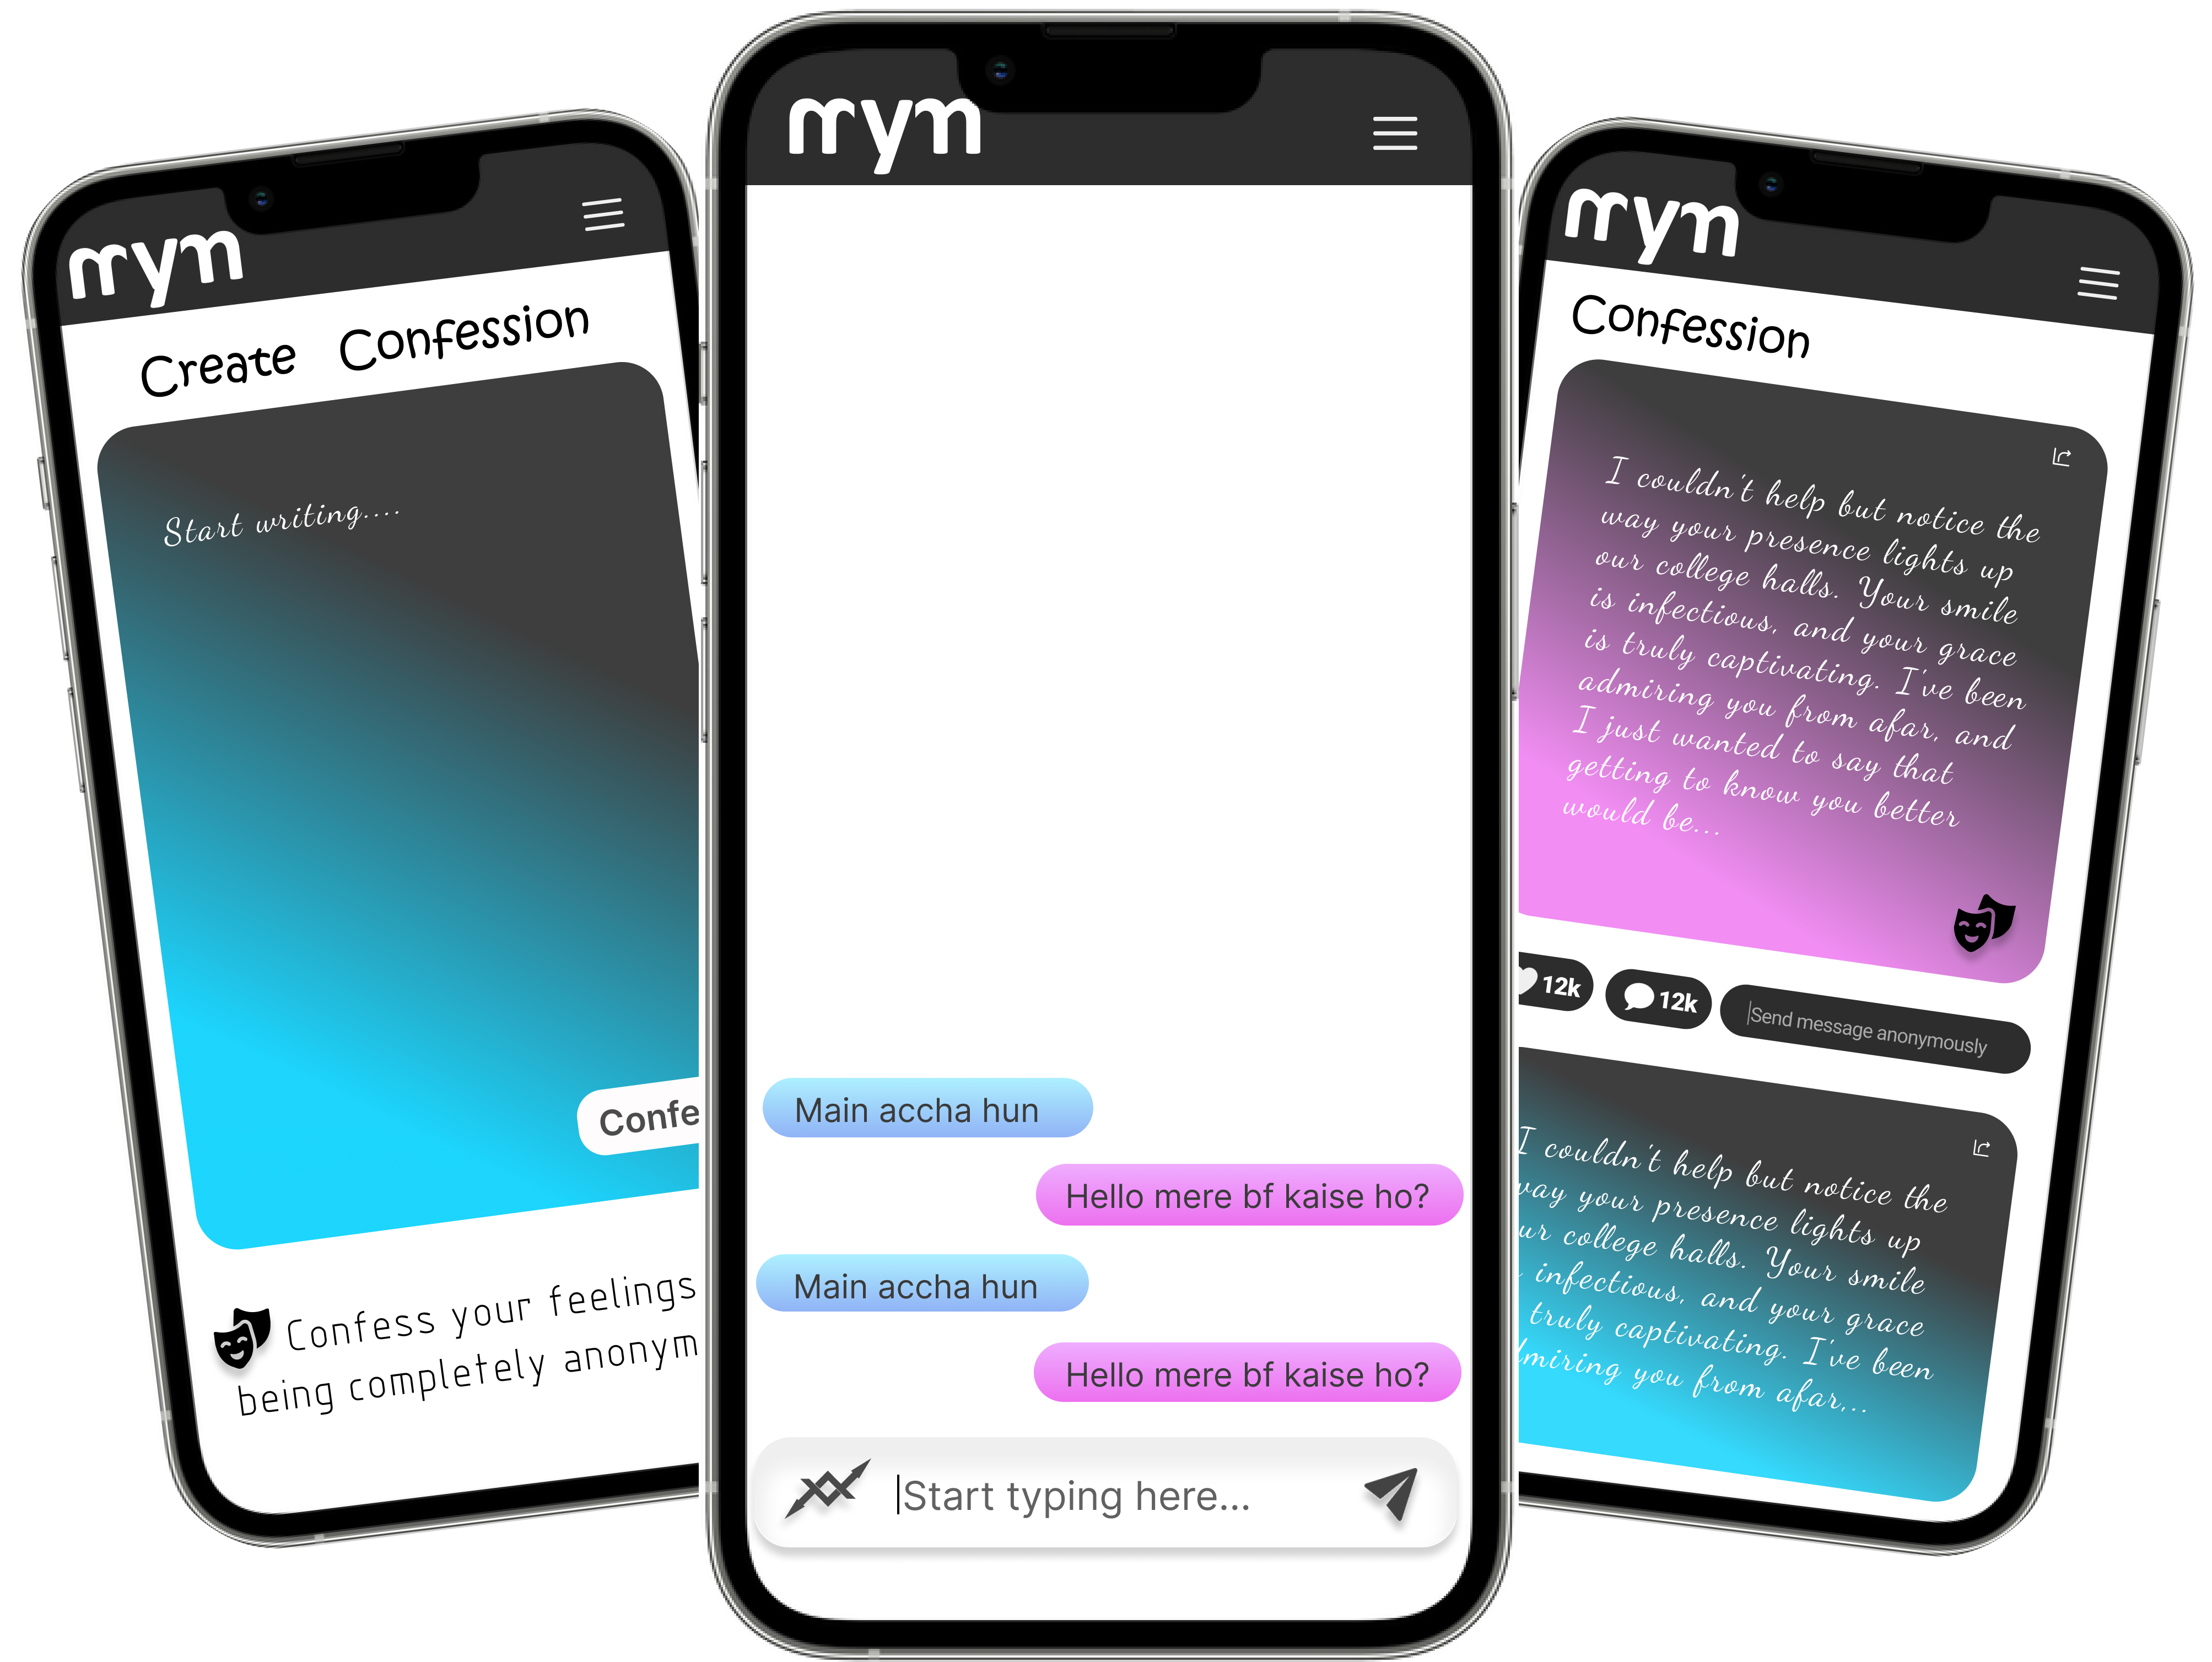 mym
Create Confession
Start writing....
Confe
Confess your feelings
being completely anonym
mym
Main accha hun
Hello mere bf kaise ho?
Main accha hun
Hello mere bf kaise ho?
Start typing here...
mym
Confession
I couldn't help but notice the
way your presence lights up
our college halls. Your smile
is infectious, and your grace
is truly captivating. I've been
admiring you from afar, and
I just wanted to say that
getting to know you better
would be...
12k
12k
Send message anonymously
I couldn't help but notice the
way your presence lights up
ur college halls. Your smile
infectious, and your grace
truly captivating. I've been
dmiring you from afar,...